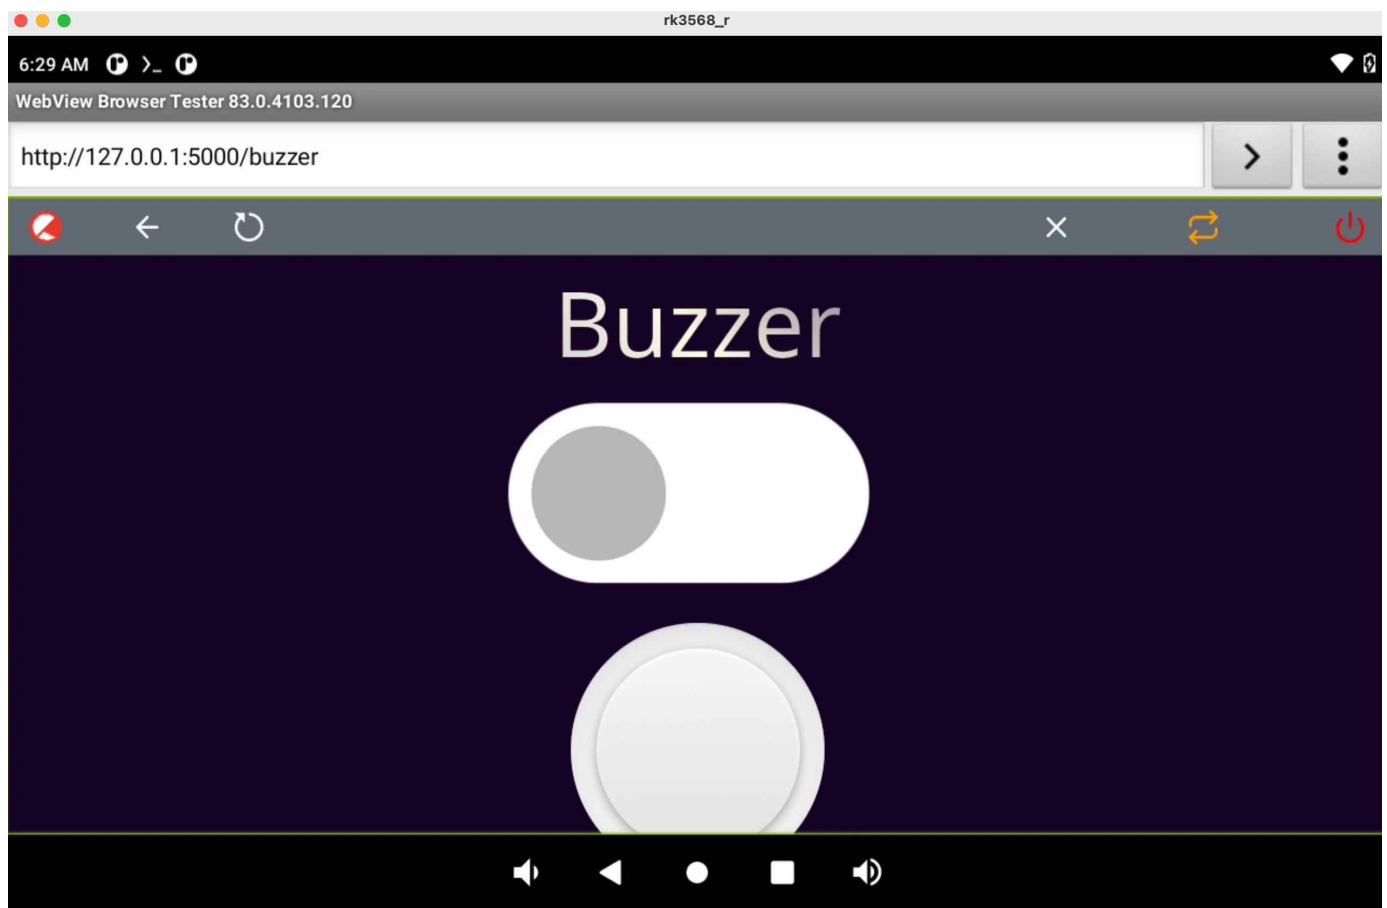 rk3568_r
6:29 AM
WebView Browser Tester 83.0.4103.120
http://127.0.0.1:5000/buzzer
Buzzer